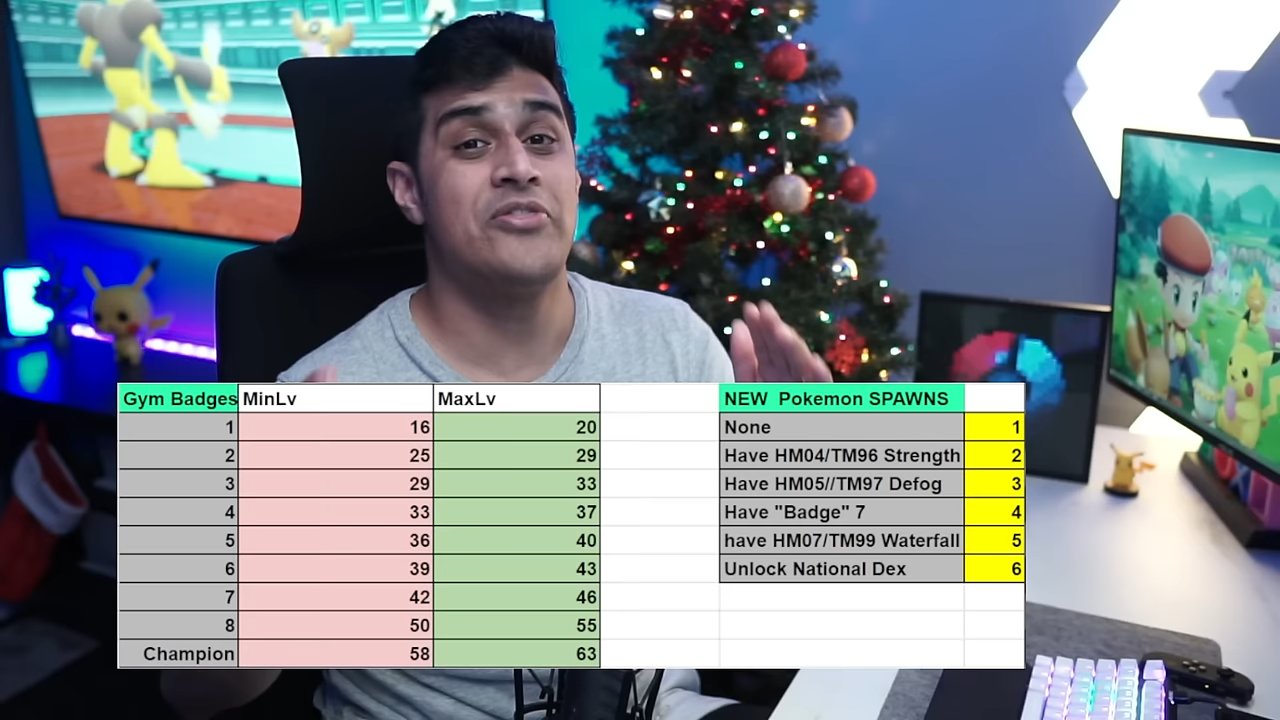 Gym Badges MinLv MaxLv
1 16 20
2 25 29
3 29 33
4 33 37
5 36 40
6 39 43
7 42 46
8 50 55
Champion 58 63
NEW Pokemon SPAWNS
None 1
Have HM04/TM96 Strength 2
Have HM05//TM97 Defog 3
Have "Badge" 7 4
have HM07/TM99 Waterfall 5
Unlock National Dex 6